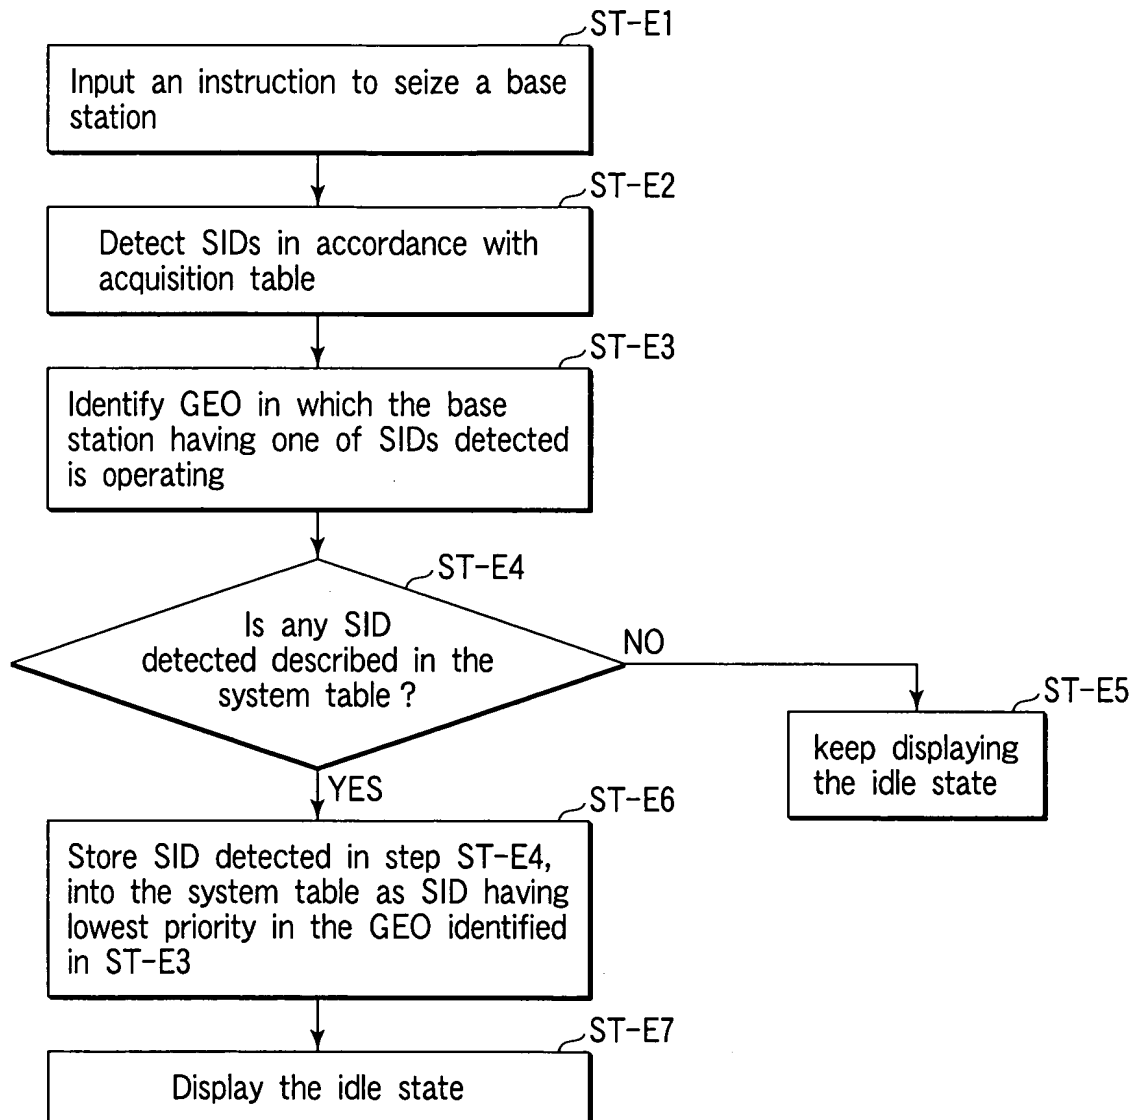 ST-E1
Input an instruction to seize a base
station
ST-E2
Detect SIDs in accordance with
acquisition table
ST-E3
Identify GEO in which the base
station having one of SIDs detected
is operating
ST-E4
Is any SID
detected described in the
system table ?
NO
ST-E5
keep displaying
the idle state
YES
ST-E6
Store SID detected in step ST-E4,
into the system table as SID having
lowest priority in the GEO identified
in ST-E3
ST-E7
Display the idle state